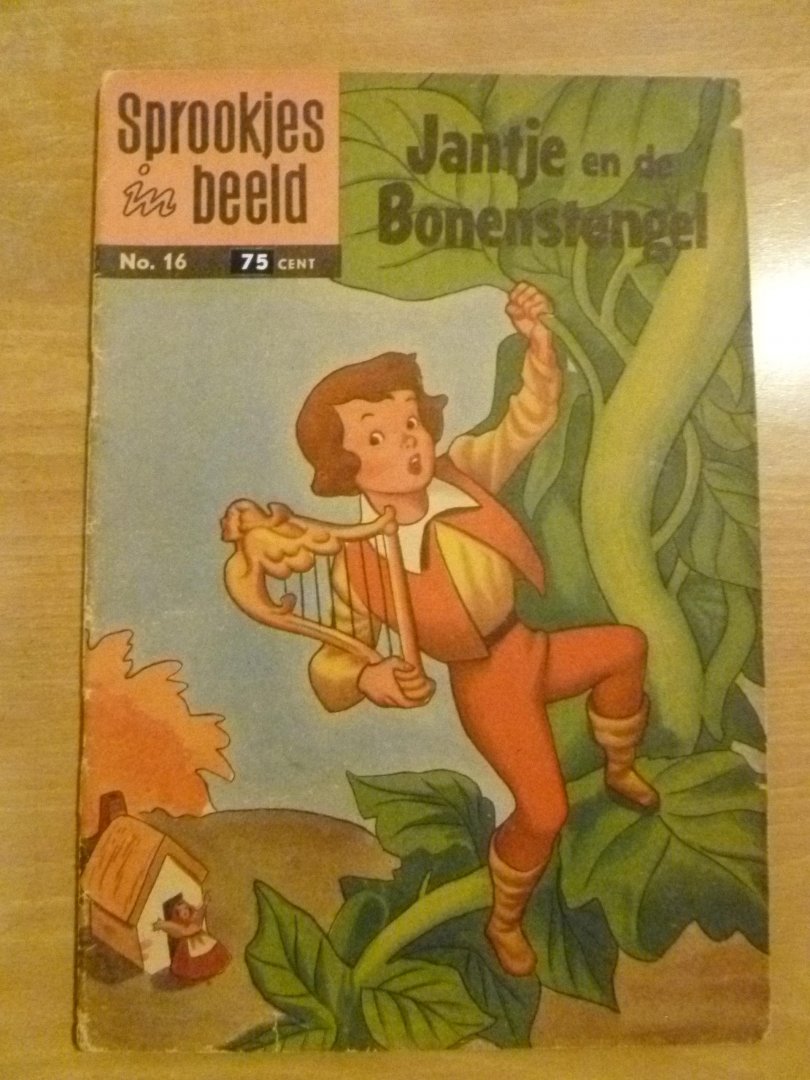 Sprookjes
in beeld
No. 16 75 CENT
Jantje en de
Bonenstengel